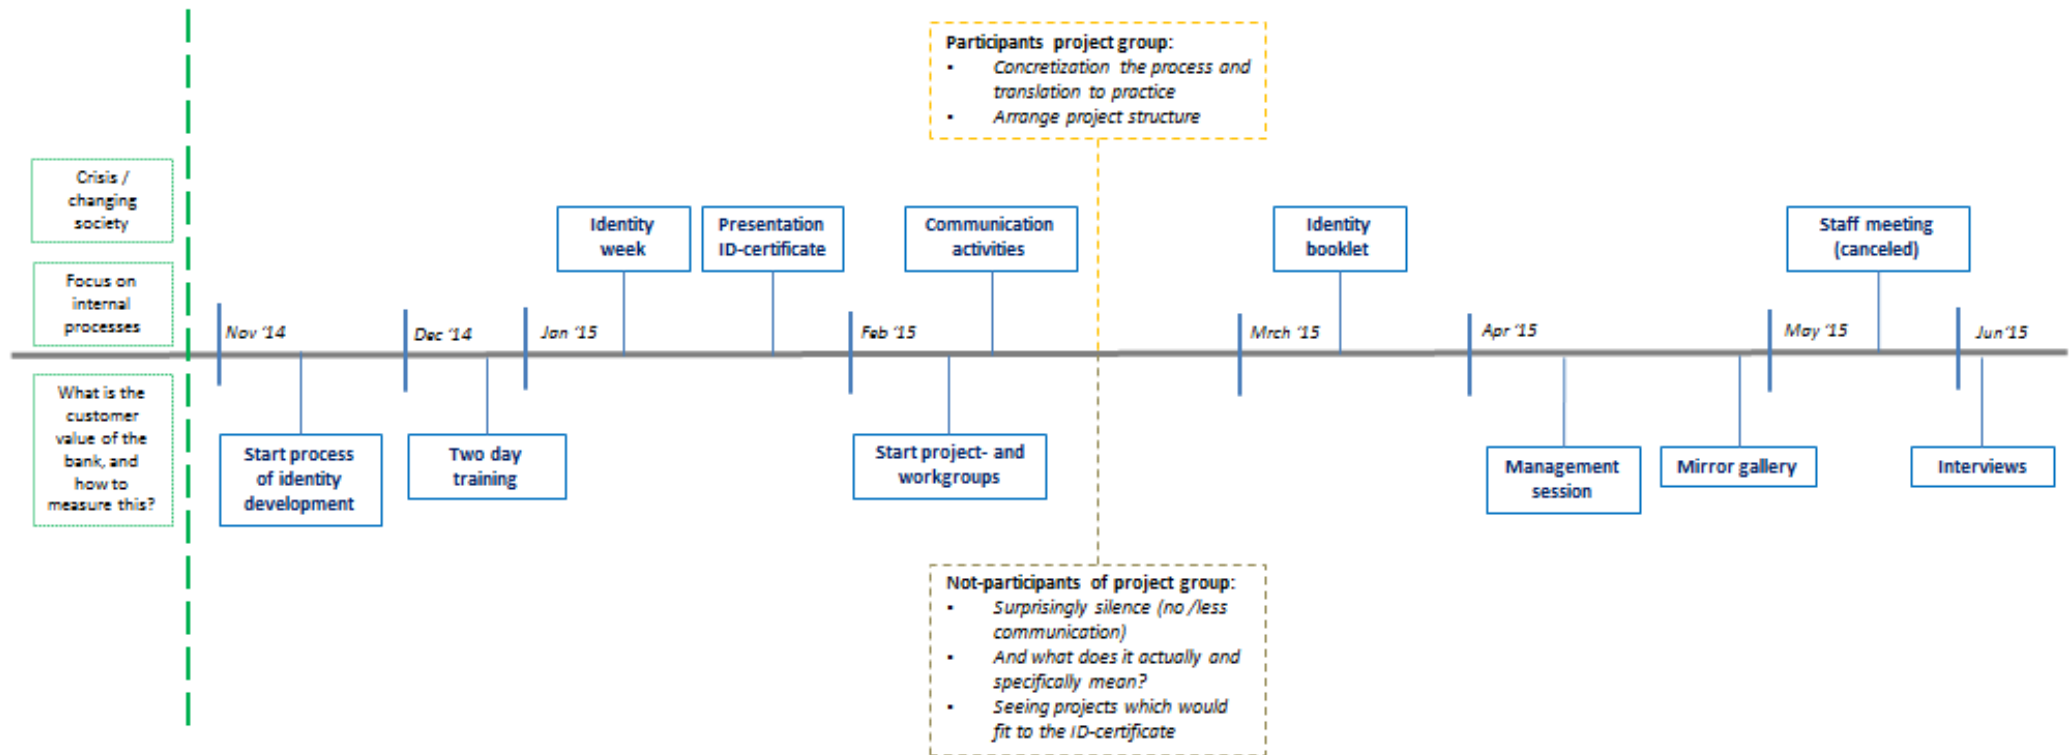 Participants project group:
▪ Concretization the process and
translation to practice
▪ Arrange project structure
Crisis /
changing
society
Focus on
internal
processes
What is the
customer
value of the
bank, and
how to
measure this?
Identity
week
Presentation
ID-certificate
Communication
activities
Identity
booklet
Staff meeting
(canceled)
Nov '14
Dec '14
Jan '15
Feb '15
Mrch '15
Apr '15
May '15
Jun'15
Start process
of identity
development
Two day
training
Start project- and
workgroups
Management
session
Mirror gallery
Interviews
Not-participants of project group:
▪ Surprisingly silence (no /less
communication)
▪ And what does it actually and
specifically mean?
▪ Seeing projects which would
fit to the ID-certificate